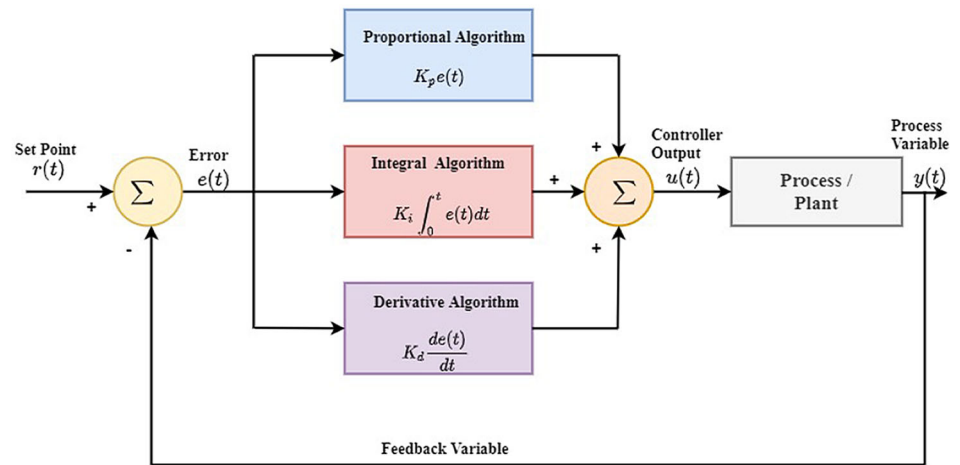 Proportional Algorithm
K_p e(t)
Set Point
r(t)
+
Σ
-
Error
e(t)
Integral Algorithm
K_i ∫_0^t e(t)dt
+
+
+
Σ
Controller
Output
u(t)
Process /
Plant
Process
Variable
y(t)
Derivative Algorithm
K_d de(t)/dt
Feedback Variable